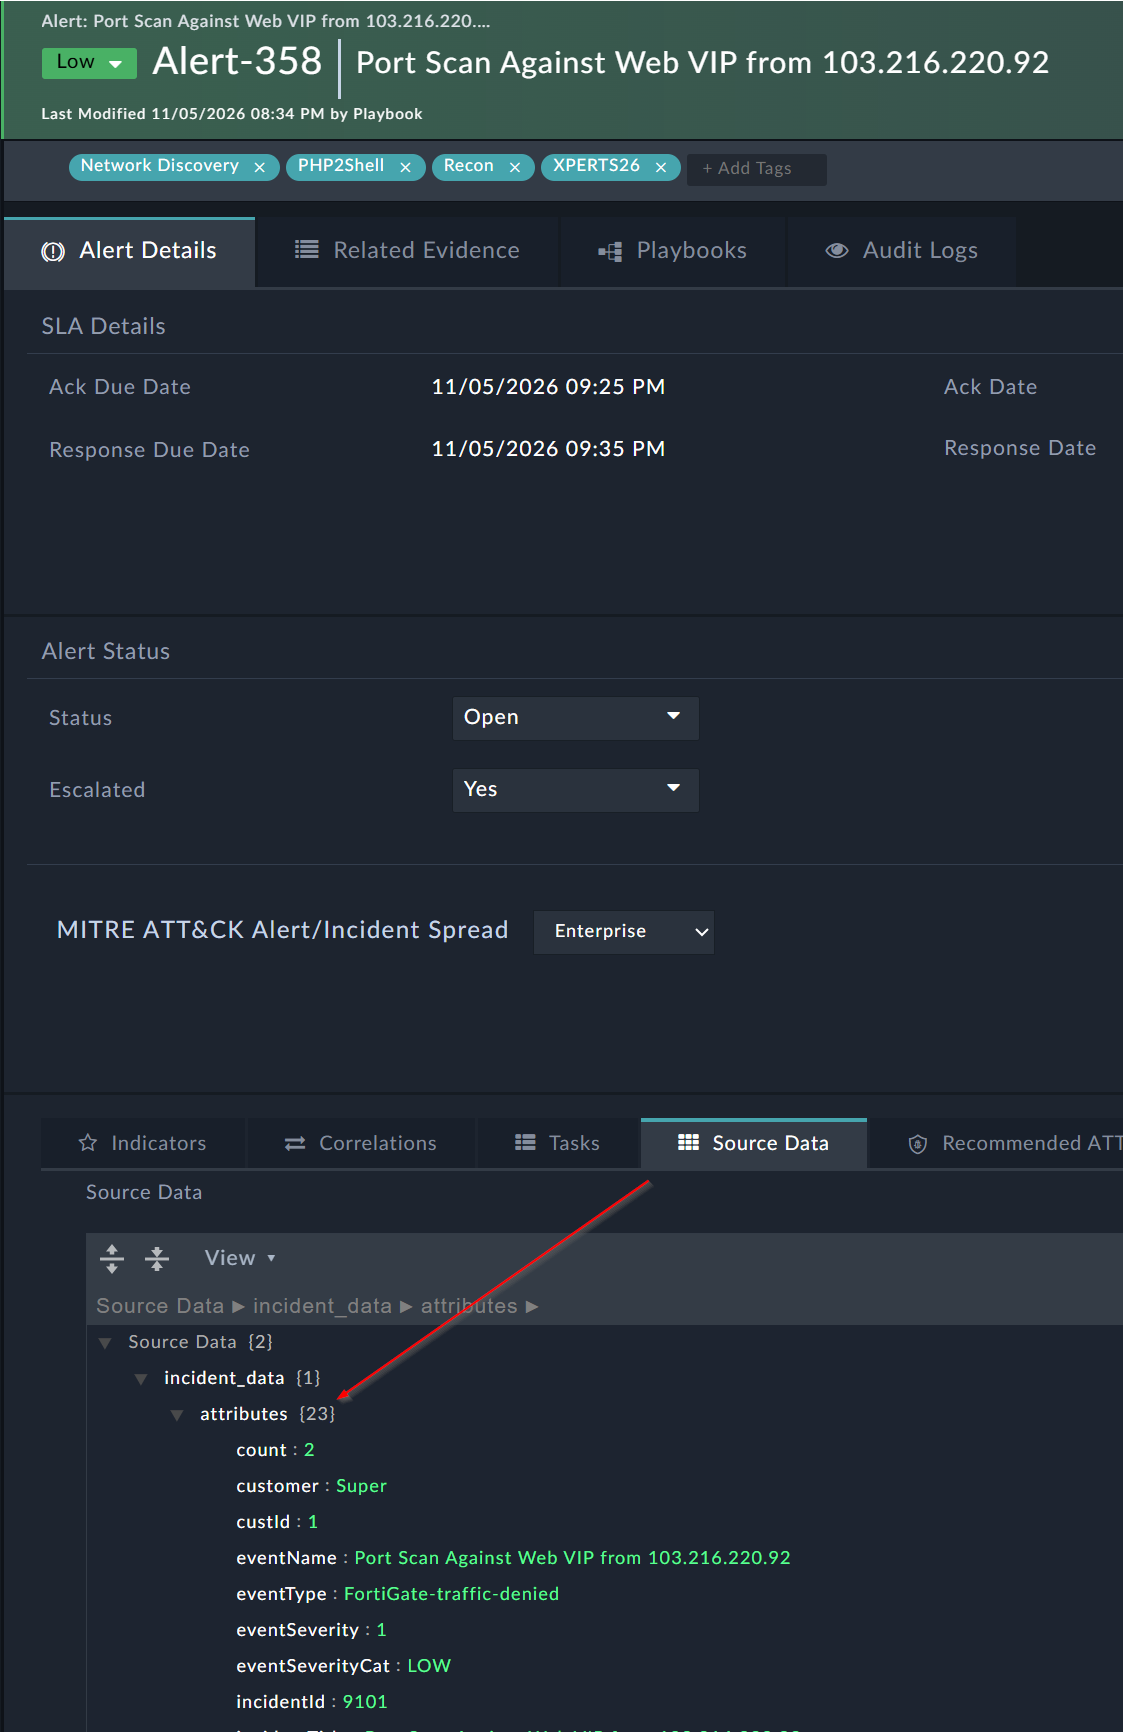 Alert: Port Scan Against Web VIP from 103.216.220....
Low Alert-358 Port Scan Against Web VIP from 103.216.220.92
Last Modified 11/05/2026 08:34 PM by Playbook
Network Discovery × PHP2Shell × Recon × XPERTS26 × + Add Tags
Alert Details Related Evidence Playbooks Audit Logs
SLA Details
Ack Due Date 11/05/2026 09:25 PM Ack Date
Response Due Date 11/05/2026 09:35 PM Response Date
Alert Status
Status Open
Escalated Yes
MITRE ATT&CK Alert/Incident Spread Enterprise
Indicators Correlations Tasks Source Data Recommended ATT
Source Data
View
Source Data ► incident_data ► attributes ►
Source Data {2}
incident_data {1}
attributes {23}
count : 2
customer : Super
custId : 1
eventName : Port Scan Against Web VIP from 103.216.220.92
eventType : FortiGate-traffic-denied
eventSeverity : 1
eventSeverityCat : LOW
incidentId : 9101